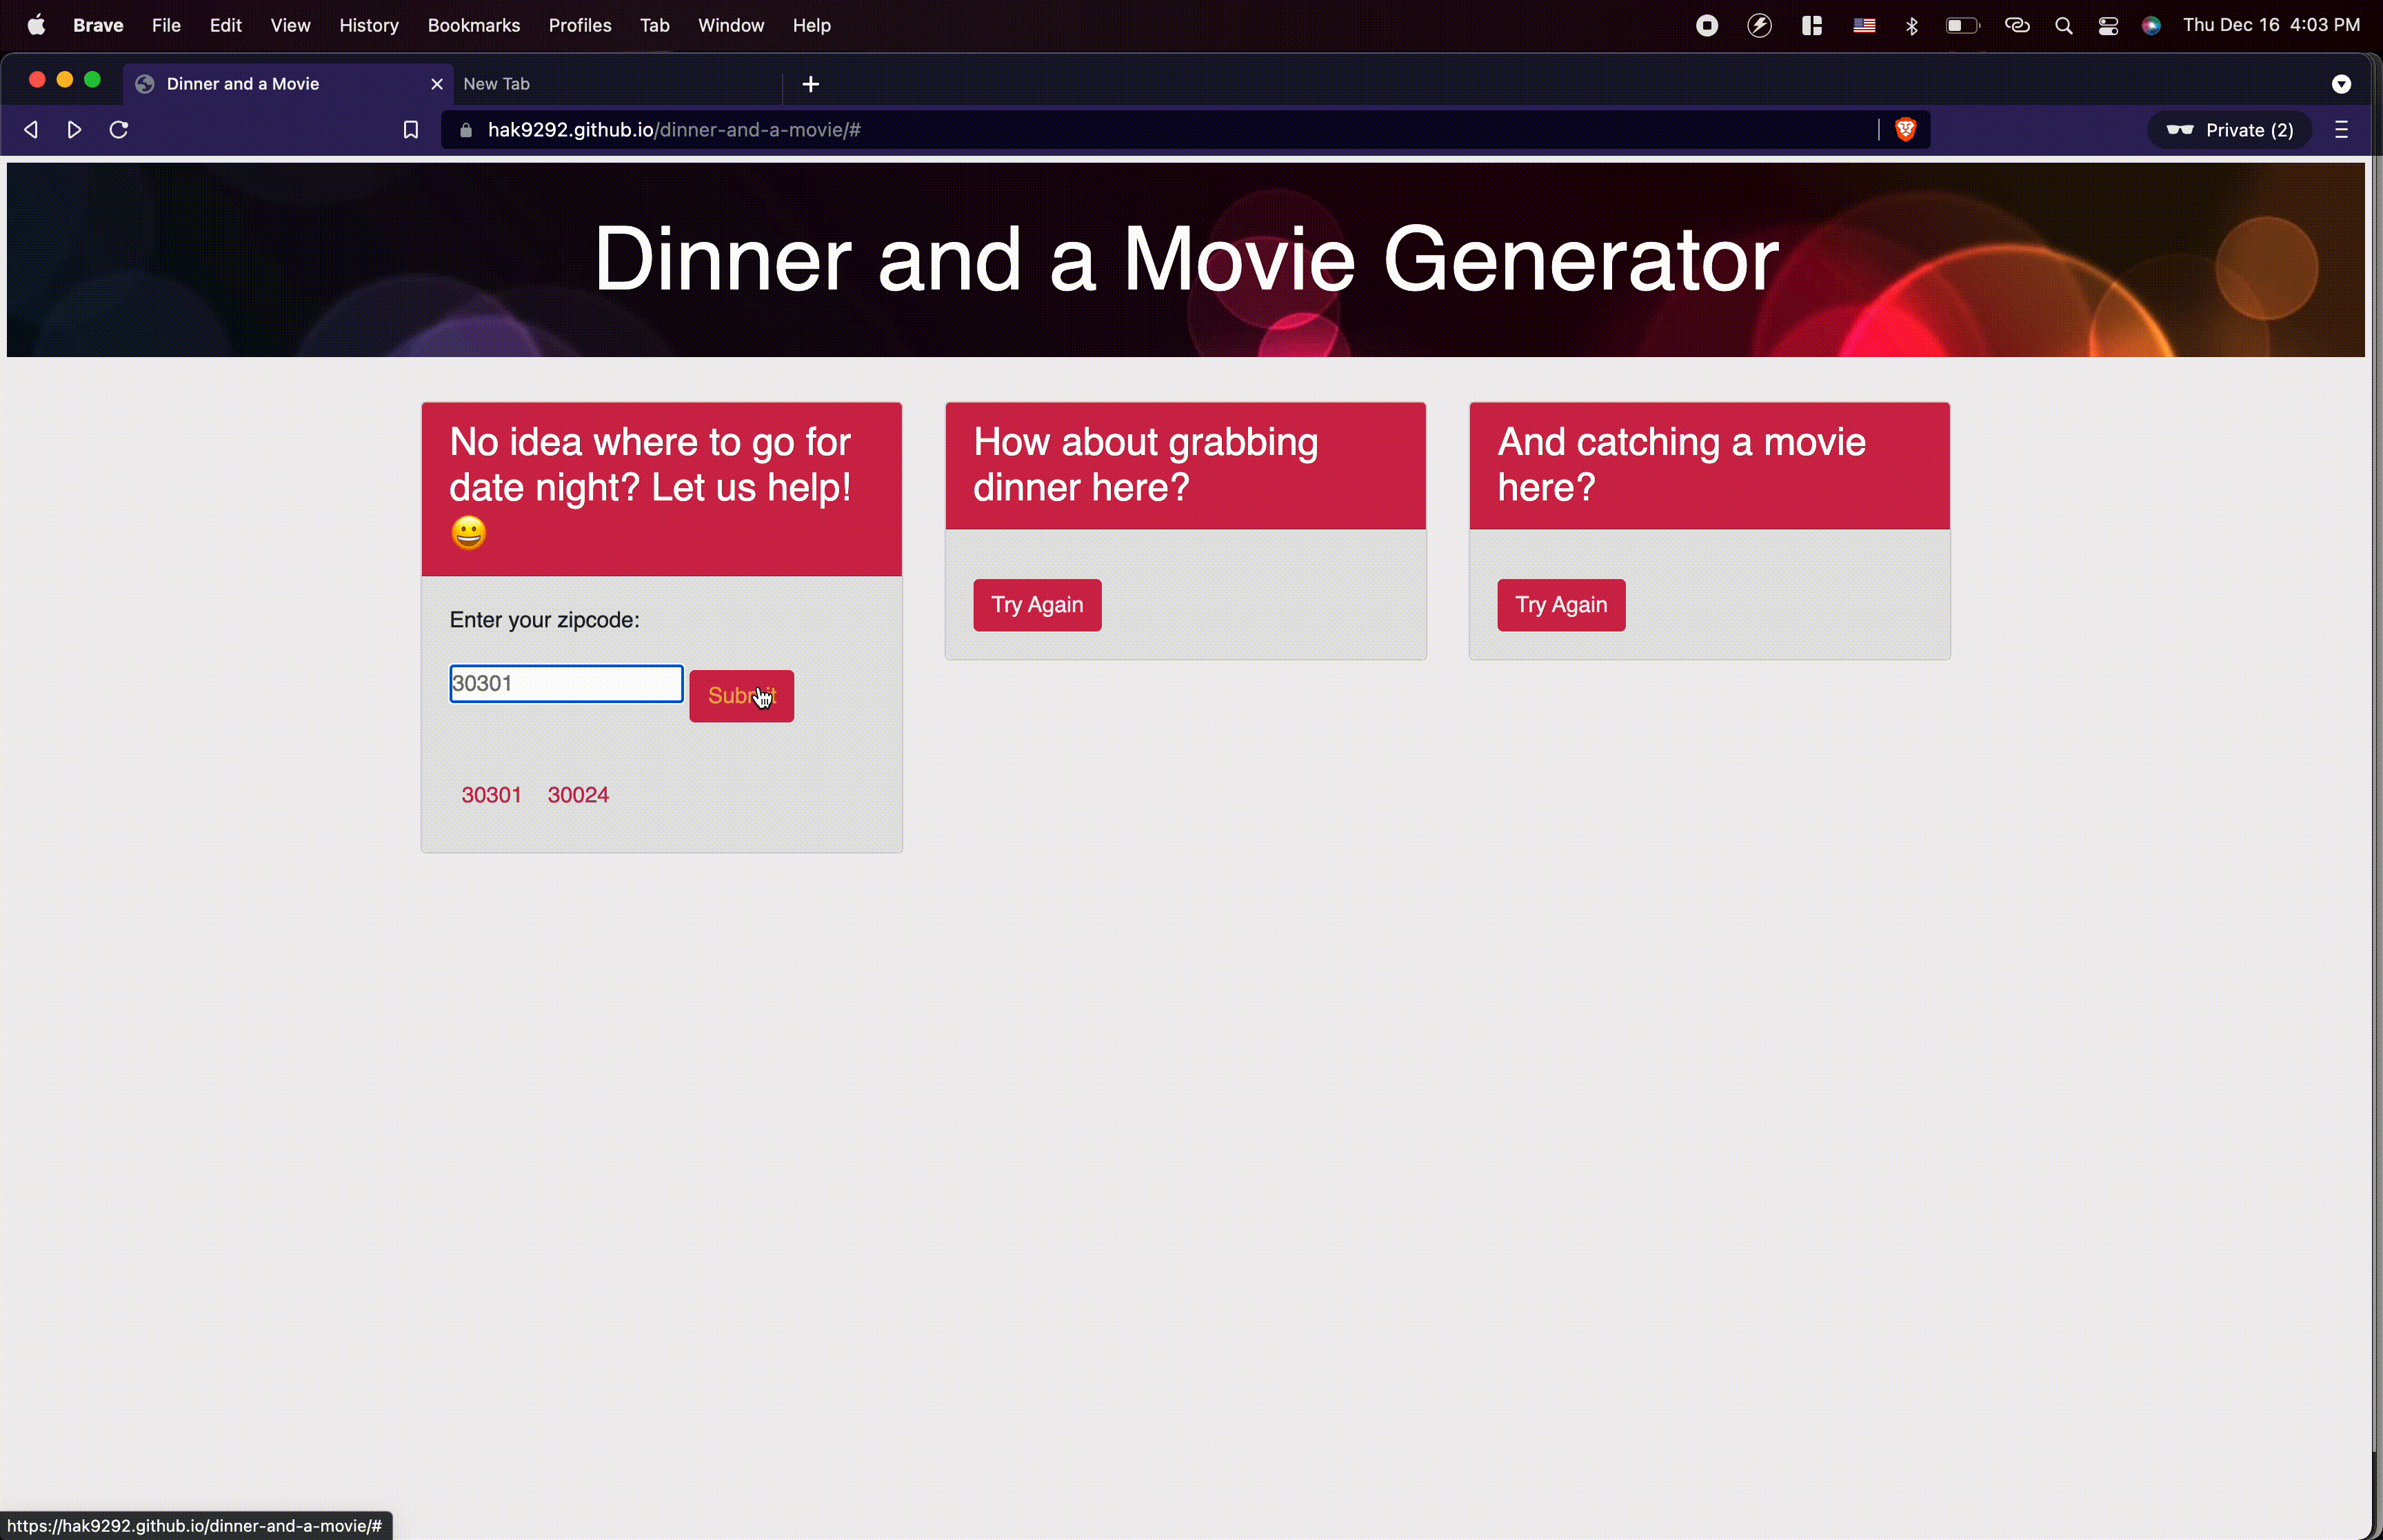 Brave File Edit View History Bookmarks Profiles Tab Window Help Thu Dec 16 4:03 PM
Dinner and a Movie New Tab
hak9292.github.io/dinner-and-a-movie/# Private (2)
Dinner and a Movie Generator
No idea where to go for
date night? Let us help!
😀
Enter your zipcode:
30301 Submit
30301 30024
How about grabbing
dinner here?
Try Again
And catching a movie
here?
Try Again
https://hak9292.github.io/dinner-and-a-movie/#